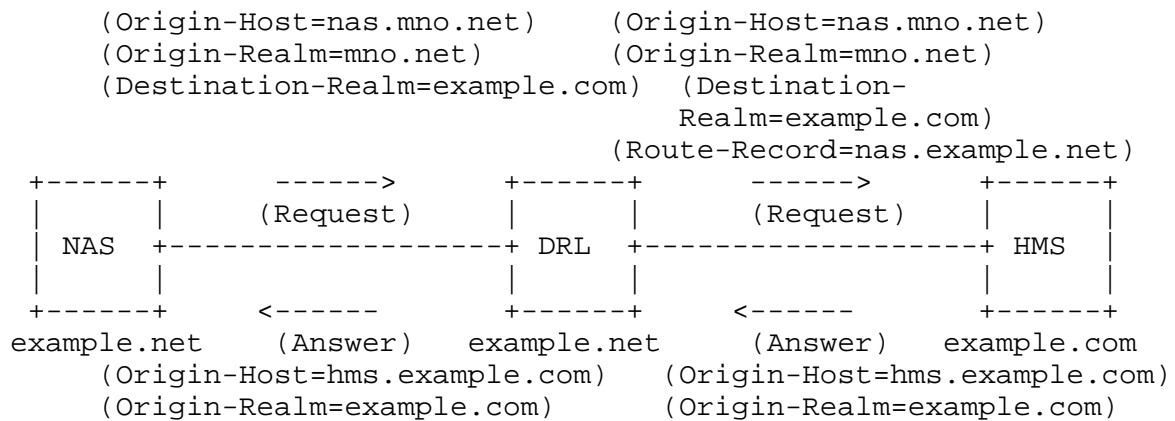 (Origin-Host=nas.mno.net) (Origin-Host=nas.mno.net)
(Origin-Realm=mno.net) (Origin-Realm=mno.net)
(Destination-Realm=example.com) (Destination-
Realm=example.com)
(Route-Record=nas.example.net)
+------+ ------> +------+ ------> +------+
| | (Request) | | (Request) | |
| NAS +-------------------+ DRL +-------------------+ HMS |
| | | | | |
+------+ <------ +------+ <------ +------+
example.net (Answer) example.net (Answer) example.com
(Origin-Host=hms.example.com) (Origin-Host=hms.example.com)
(Origin-Realm=example.com) (Origin-Realm=example.com)